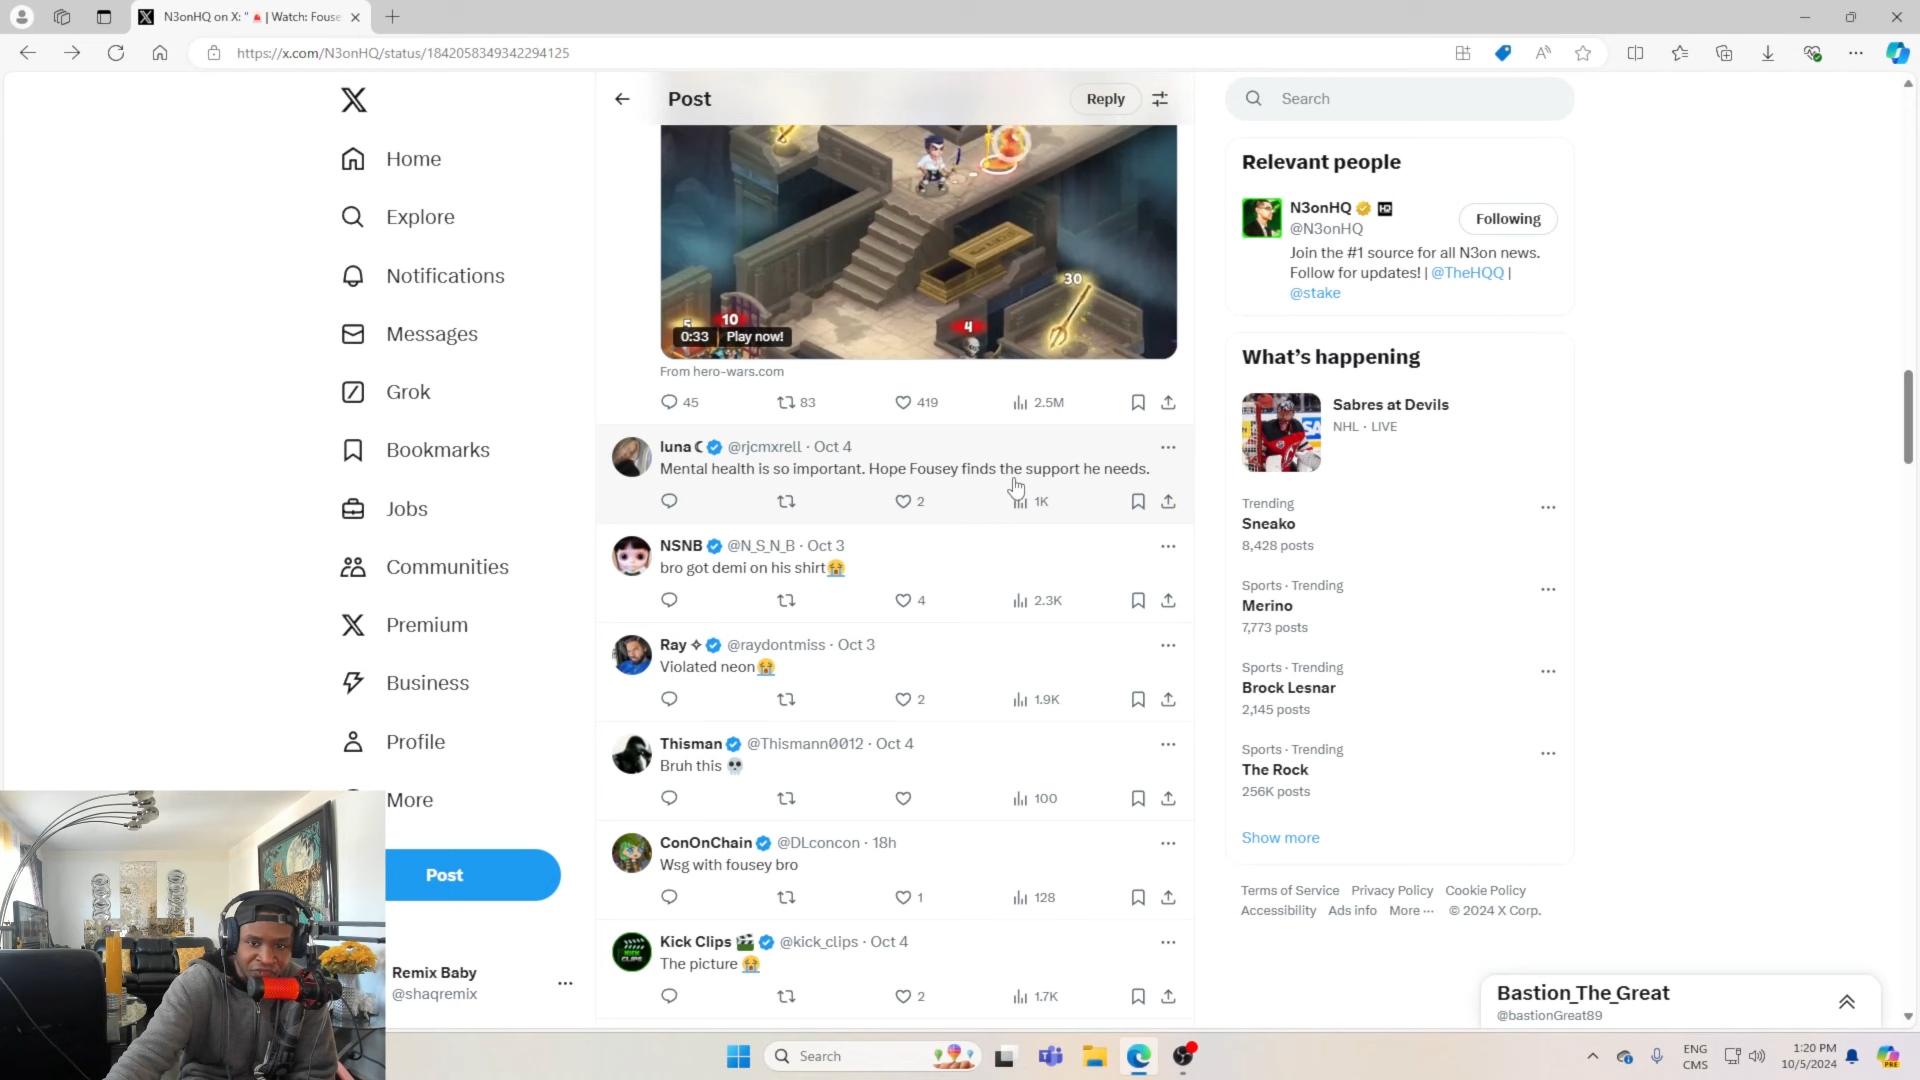 N3onHQ on X: "🚨 | Watch: Fouse
https://x.com/N3onHQ/status/1842058349342294125
Home
Explore
Notifications
Messages
Grok
Bookmarks
Jobs
Communities
Premium
Business
Profile
More
Post
Remix Baby
@shaqremix
Post
Reply
30
10
4
0:33 Play now!
From hero-wars.com
45 83 419 2.5M
luna☾ @rjcmxrell · Oct 4
Mental health is so important. Hope Fousey finds the support he needs.
2 1K
NSNB @N_S_N_B · Oct 3
bro got demi on his shirt😭
4 2.3K
Ray ✧ @raydontmiss · Oct 3
Violated neon😭
2 1.9K
Thisman @Thismann0012 · Oct 4
Bruh this 💀
100
ConOnChain @DLconcon · 18h
Wsg with fousey bro
1 128
Kick Clips 🎬 @kick_clips · Oct 4
The picture 😭
2 1.7K
Search
Relevant people
N3onHQ
@N3onHQ
Following
Join the #1 source for all N3on news.
Follow for updates! | @TheHQQ |
@stake
What's happening
Sabres at Devils
NHL · LIVE
Trending
Sneako
8,428 posts
Sports · Trending
Merino
7,773 posts
Sports · Trending
Brock Lesnar
2,145 posts
Sports · Trending
The Rock
256K posts
Show more
Terms of Service Privacy Policy Cookie Policy
Accessibility Ads info More ··· © 2024 X Corp.
Bastion_The_Great
@bastionGreat89
Search
ENG
CMS
1:20 PM
10/5/2024